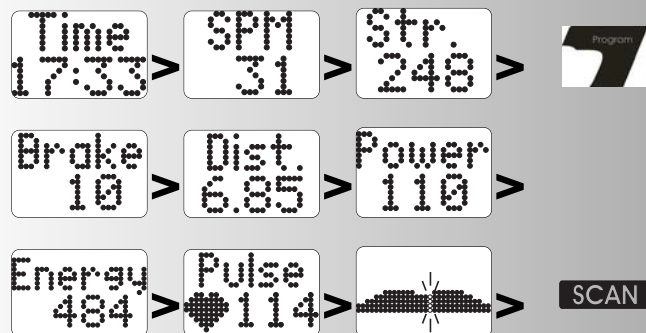 Time
17:33
>
SPM
31
>
Str.
248
>
Program
Brake
10
>
Dist.
6.85
>
Power
110
>
Energy
484
>
Pulse
114
>
>
SCAN